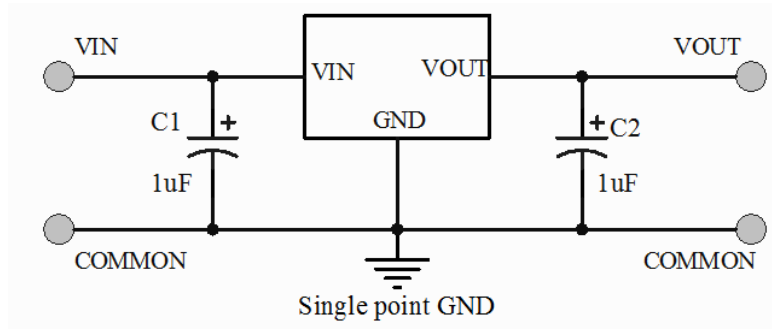 VIN
VOUT
VIN
VOUT
C1
+
GND
+
C2
1uF
1uF
COMMON
COMMON
Single point GND